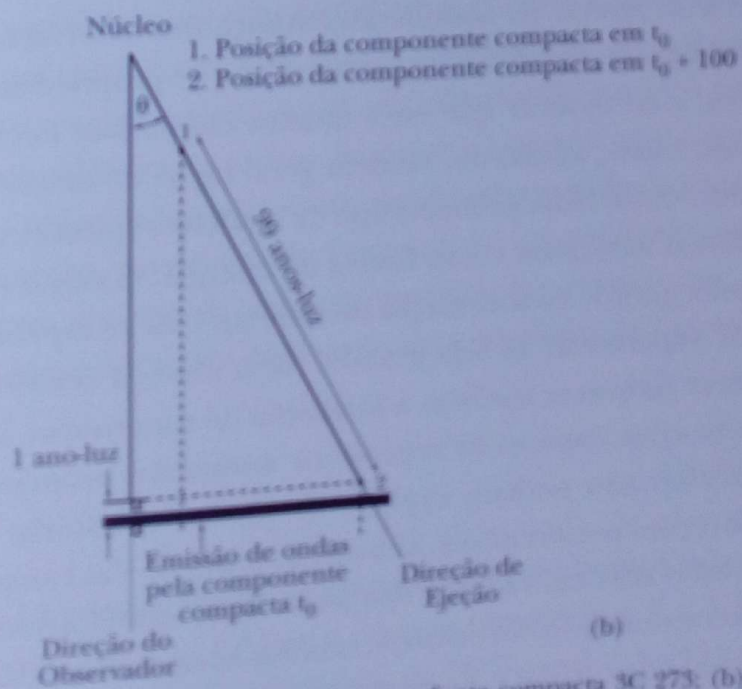 Núcleo
1. Posição da componente compacta em t₀
2. Posição da componente compacta em t₀ + 100
θ
1
99 anos-luz
1 ano-luz
2
Emissão de ondas
pela componente
compacta t₀
Direção de
Ejeção
(b)
Direção do
Observador
compacta 3C 273; (b)